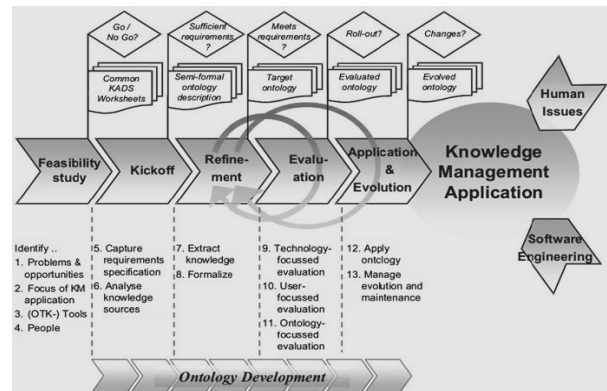 Go /
No Go?
Sufficient
requirements
?
Meets
requirements?
Roll-out?
Changes?
Common
KADS
Worksheets
Semi-formal
ontology
description
Target
ontology
Evaluated
ontology
Evolved
ontology
Human
Issues
Feasibility
study
Kickoff
Refine-
ment
Evalu-
ation
Application
& Evolution
Knowledge
Management
Application
Software
Engineering
Identify ..
1. Problems &
opportunities
2. Focus of KM
application
3. (OTK-) Tools
4. People
5. Capture
requirements
specification
6. Analyse
knowledge
sources
7. Extract
knowledge
8. Formalize
9. Technology-
focussed
evaluation
10. User-
focussed
evaluation
11. Ontology-
focussed
evaluation
12. Apply
ontology
13. Manage
evolution and
maintenance
Ontology Development